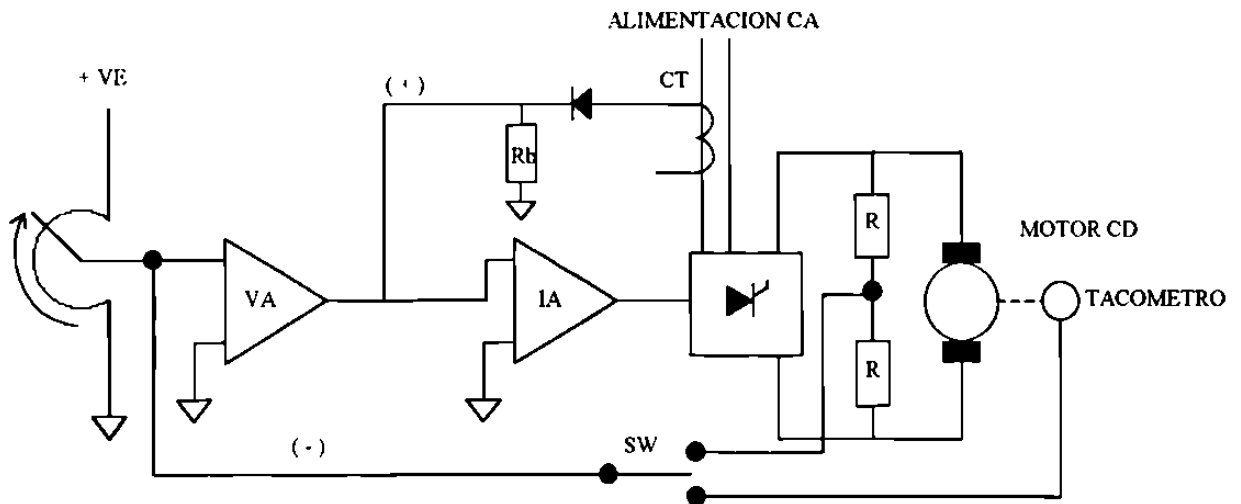 ALIMENTACION CA
+ VE
( + )
CT
Rb
R
MOTOR CD
VA
IA
TACOMETRO
R
( - )
SW